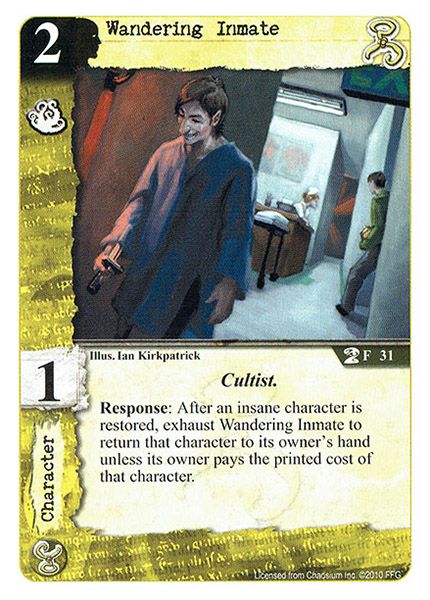 2
Wandering Inmate
Illus. Ian Kirkpatrick
F 31
1
Cultist.
Response: After an insane character is
restored, exhaust Wandering Inmate to
return that character to its owner's hand
unless its owner pays the printed cost of
that character.
Character
Licensed from Chaosium Inc. ©2010 FFG